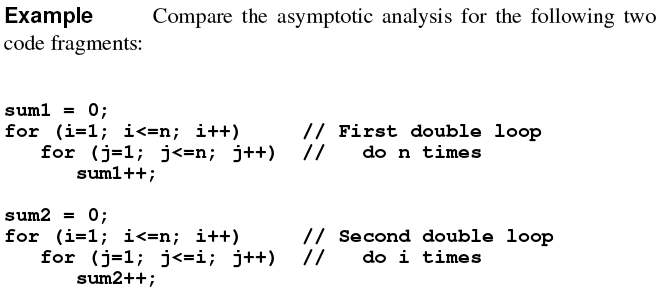 Example Compare the asymptotic analysis for the following two
code fragments:
sum1 = 0;
for (i=1; i<=n; i++) // First double loop
for (j=1; j<=n; j++) // do n times
sum1++;
sum2 = 0;
for (i=1; i<=n; i++) // Second double loop
for (j=1; j<=i; j++) // do i times
sum2++;